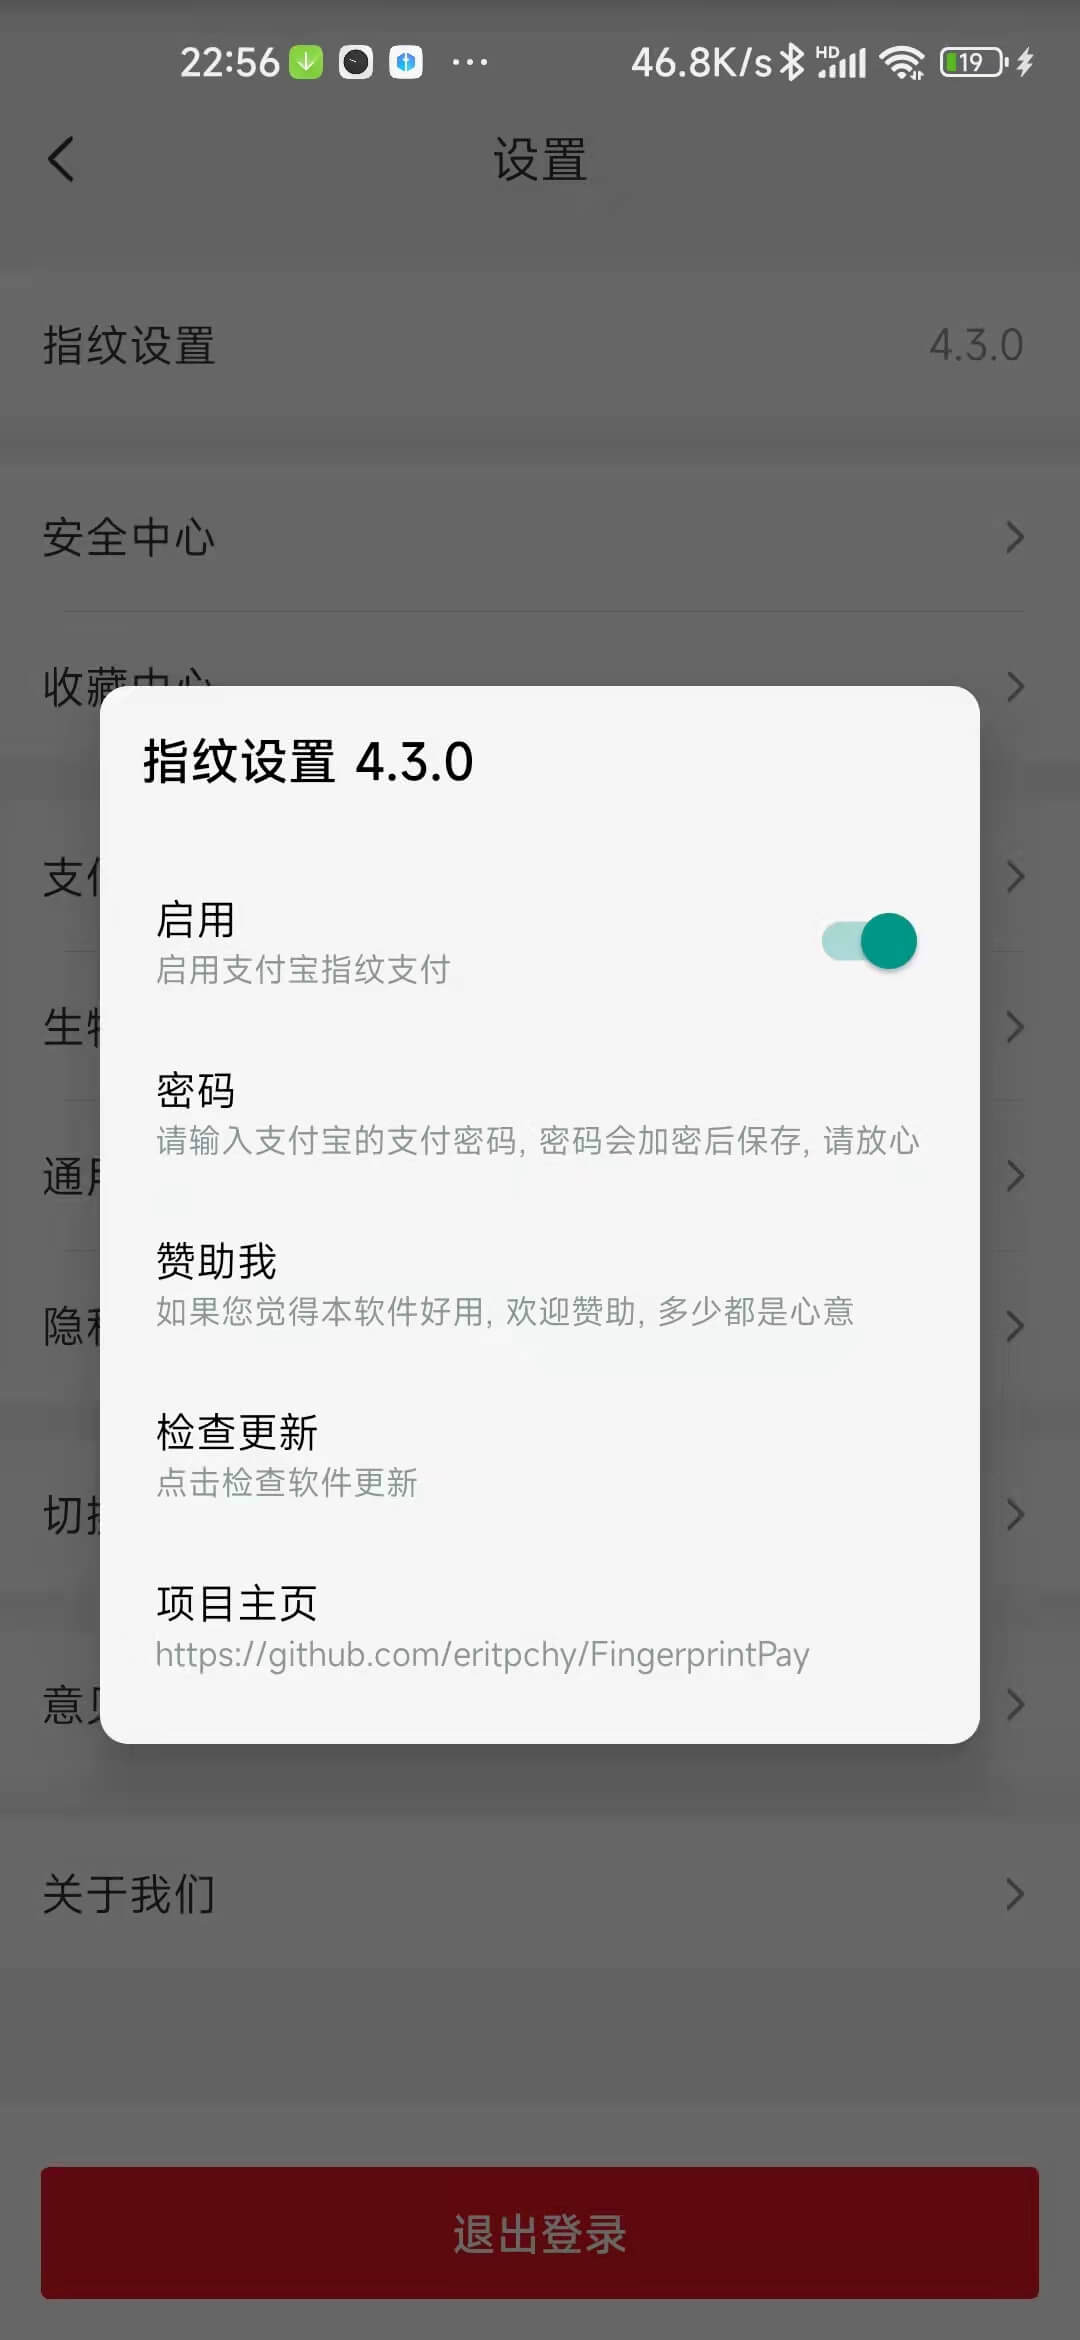 22:56 46.8K/s HD 19
设置
指纹设置 4.3.0
安全中心
收藏中心
指纹设置 4.3.0
启用
启用支付宝指纹支付
密码
请输入支付宝的支付密码, 密码会加密后保存, 请放心
赞助我
如果您觉得本软件好用, 欢迎赞助, 多少都是心意
检查更新
点击检查软件更新
项目主页
https://github.com/eritpchy/FingerprintPay
支
生
通
隐
切
意
关于我们
退出登录